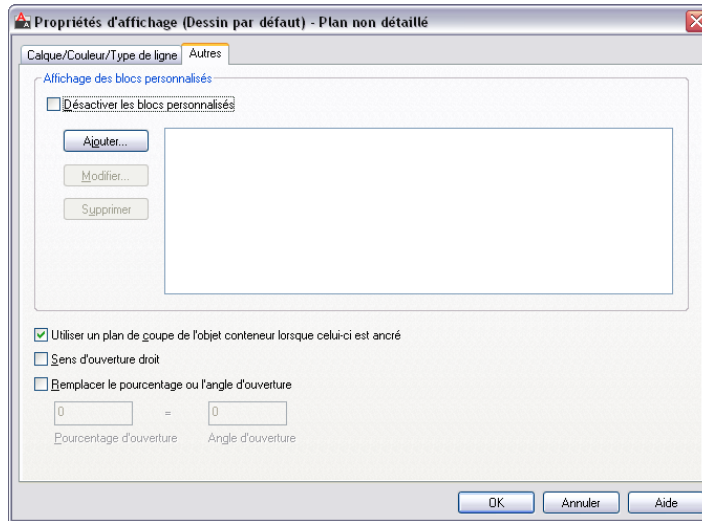 Propriétés d'affichage (Dessin par défaut) - Plan non détaillé
Calque/Couleur/Type de ligne
Autres
Affichage des blocs personnalisés
Désactiver les blocs personnalisés
Ajouter...
Modifier...
Supprimer
Utiliser un plan de coupe de l'objet conteneur lorsque celui-ci est ancré
Sens d'ouverture droit
Remplacer le pourcentage ou l'angle d'ouverture
0 = 0
Pourcentage d'ouverture Angle d'ouverture
OK Annuler Aide